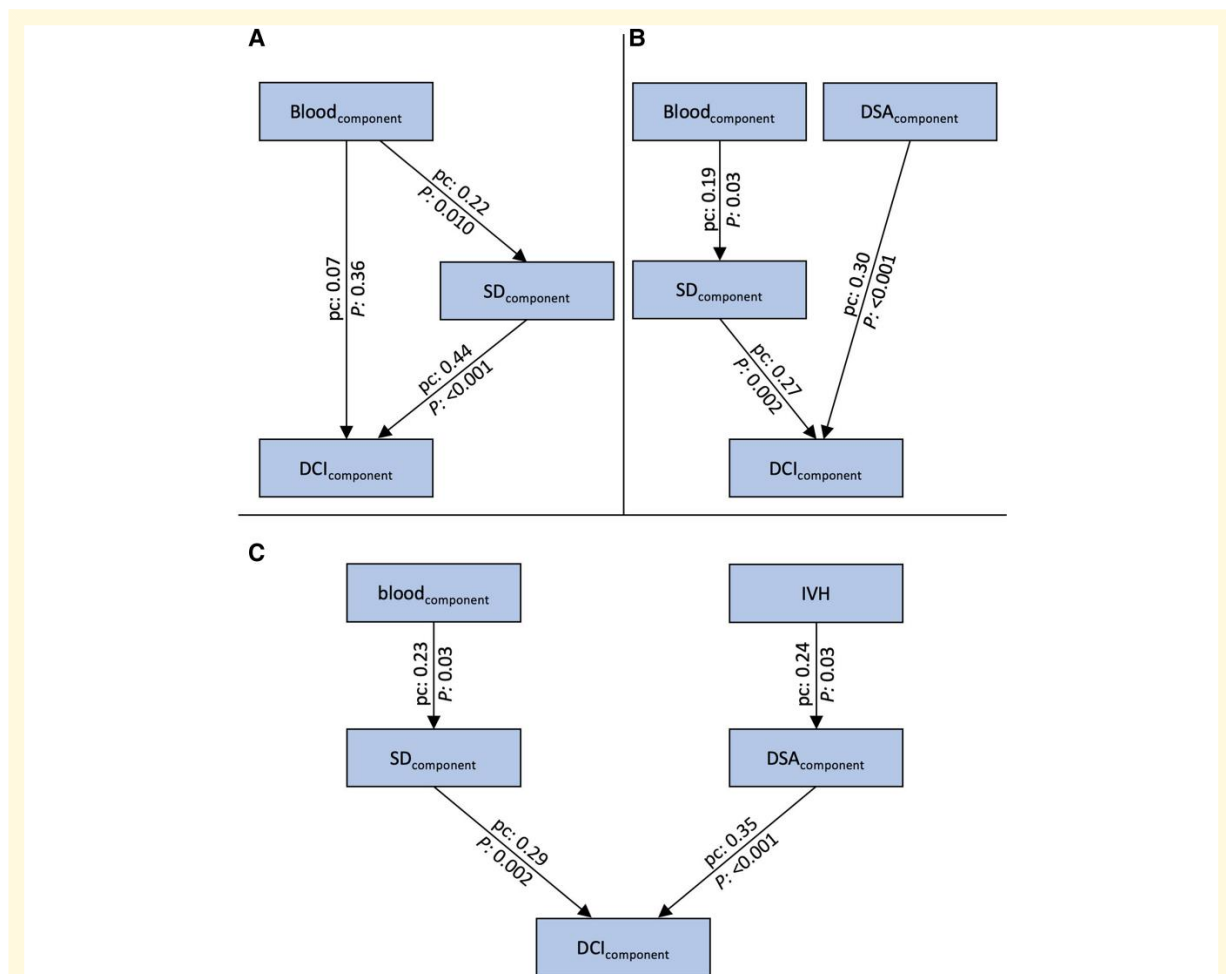 A
Blood component
pc: 0.22
P: 0.010
pc: 0.07
P: 0.36
SD component
pc: 0.44
P: <0.001
DCI component
B
Blood component
DSA component
pc: 0.19
P: 0.03
pc: 0.30
P: <0.001
SD component
pc: 0.27
P: 0.002
DCI component
C
blood component
IVH
pc: 0.23
P: 0.03
pc: 0.24
P: 0.03
SD component
DSA component
pc: 0.29
P: 0.002
pc: 0.35
P: <0.001
DCI component